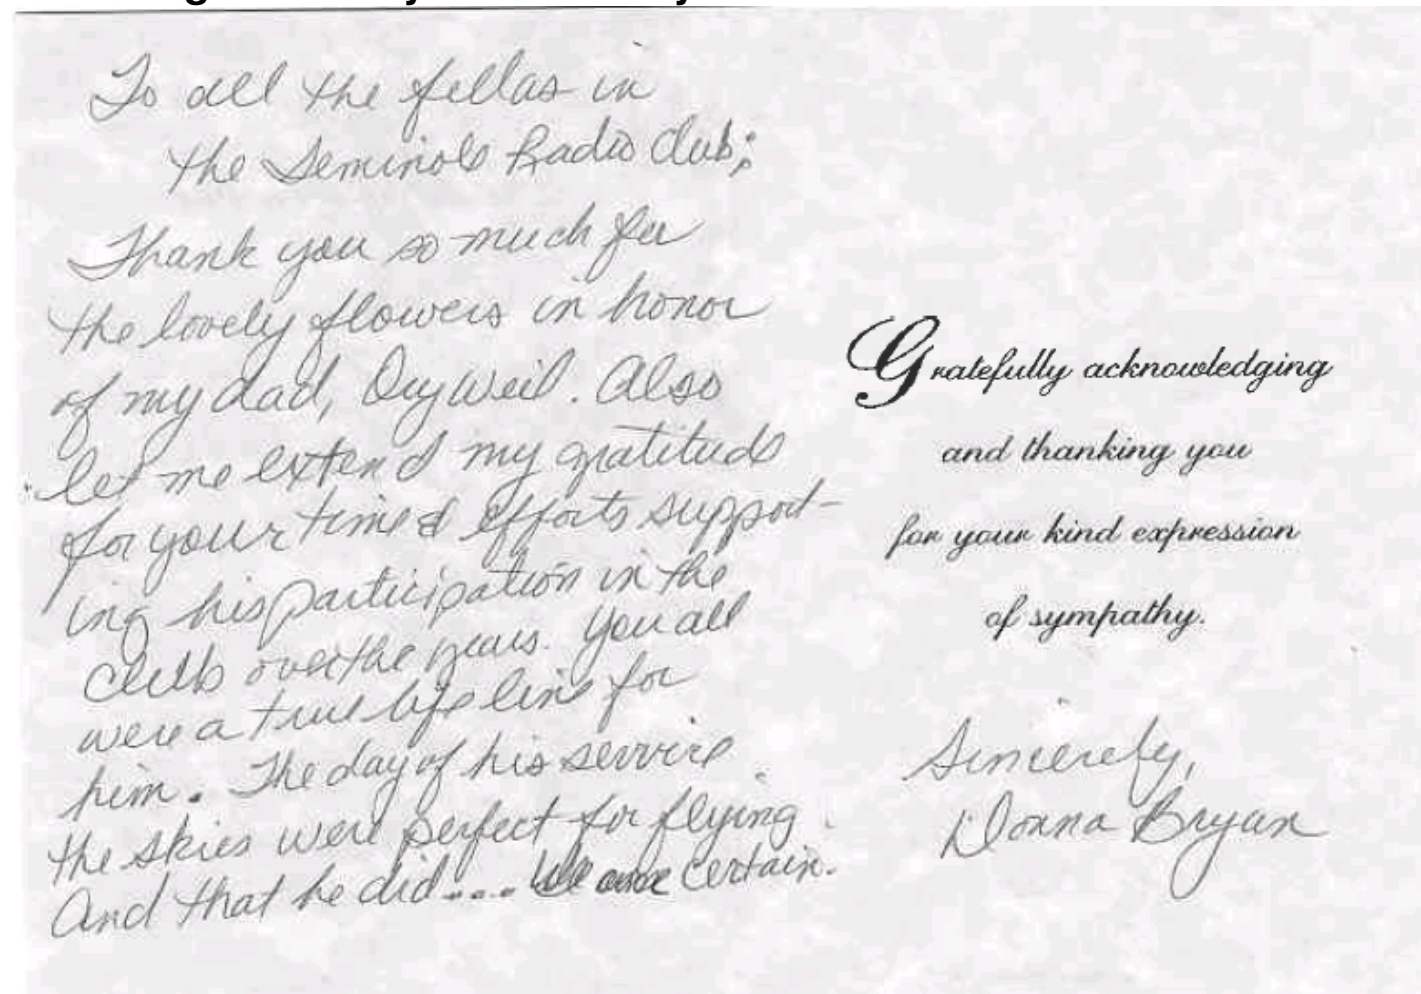 To all the fellas in
the Seminole Radio Club;
Thank you so much for
the lovely flowers in honor
of my dad, Guy Weil. Also
let me extend my gratitude
for your time & efforts support-
ing his participation in the
club over the years. You all
were a true life line for
him. The day of his service
the skies were perfect for flying.
And that he did.... We are certain.
Gratefully acknowledging
and thanking you
for your kind expression
of sympathy.
Sincerely,
Donna Bryan